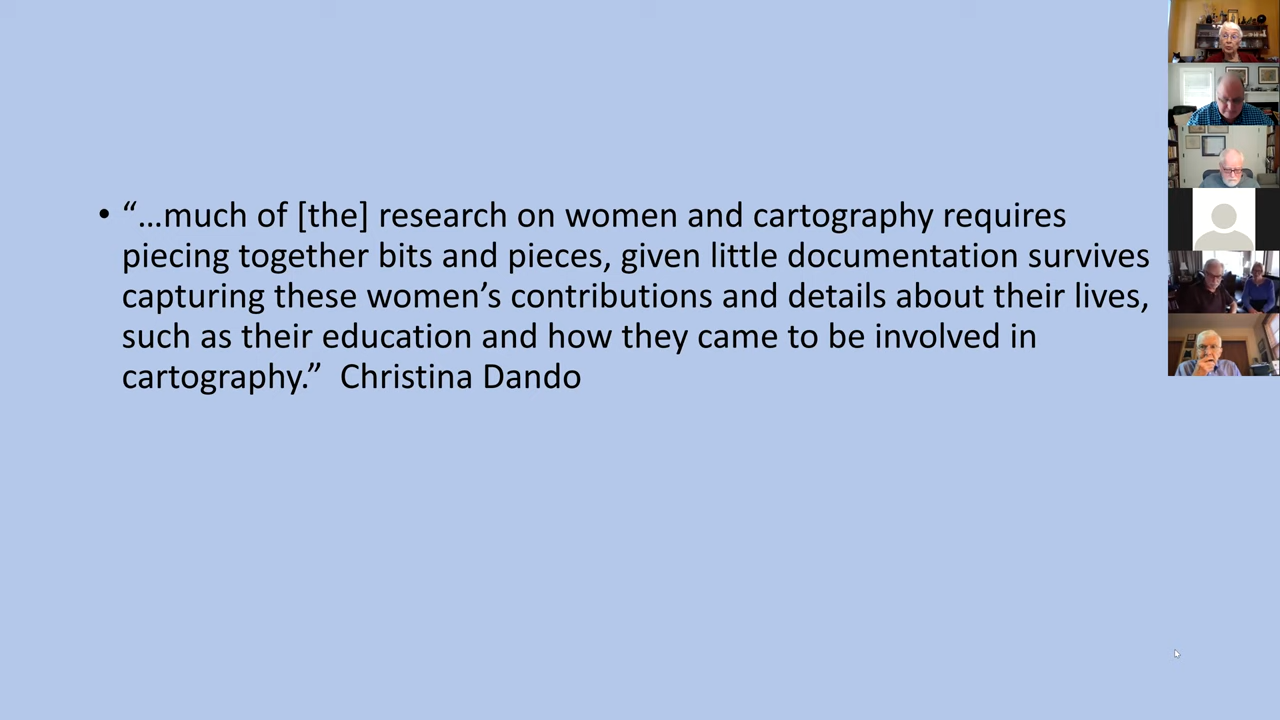 • “…much of [the] research on women and cartography requires
piecing together bits and pieces, given little documentation survives
capturing these women’s contributions and details about their lives,
such as their education and how they came to be involved in
cartography.”  Christina Dando